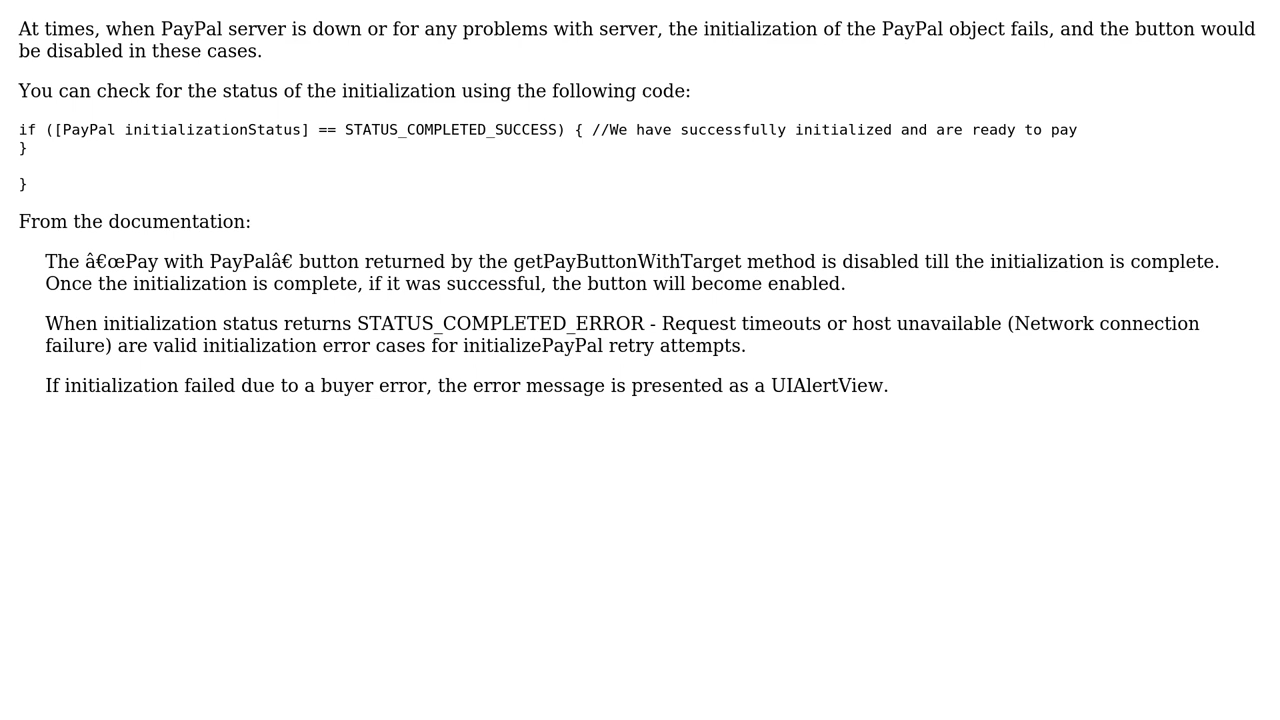 At times, when PayPal server is down or for any problems with server, the initialization of the PayPal object fails, and the button would
be disabled in these cases.
You can check for the status of the initialization using the following code:
if ([PayPal initializationStatus] == STATUS_COMPLETED_SUCCESS) { //We have successfully initialized and are ready to pay
}
}
From the documentation:
The â€œPay with PayPalâ€ button returned by the getPayButtonWithTarget method is disabled till the initialization is complete.
Once the initialization is complete, if it was successful, the button will become enabled.
When initialization status returns STATUS_COMPLETED_ERROR - Request timeouts or host unavailable (Network connection
failure) are valid initialization error cases for initializePayPal retry attempts.
If initialization failed due to a buyer error, the error message is presented as a UIAlertView.